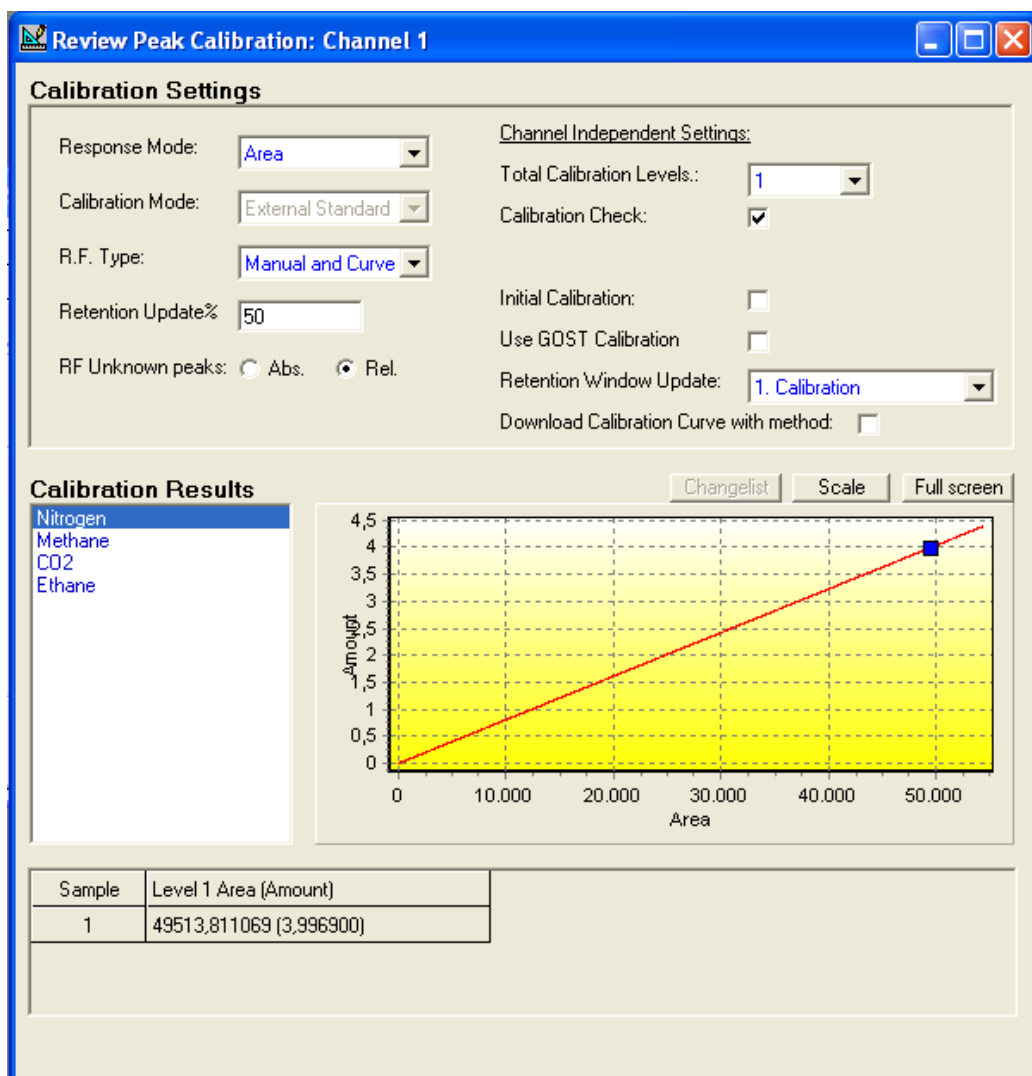 Review Peak Calibration: Channel 1
Calibration Settings
Response Mode: Area
Calibration Mode: External Standard
R.F. Type: Manual and Curve
Retention Update% 50
RF Unknown peaks: Abs. Rel.
Channel Independent Settings:
Total Calibration Levels.: 1
Calibration Check:
Initial Calibration:
Use GOST Calibration
Retention Window Update: 1. Calibration
Download Calibration Curve with method:
Calibration Results
Changelist Scale Full screen
Nitrogen
Methane
CO2
Ethane
4,5
4
3,5
3
2,5
2
1,5
1
0,5
0
Amount
0 10.000 20.000 30.000 40.000 50.000
Area
Sample Level 1 Area (Amount)
1 49513,811069 (3,996900)